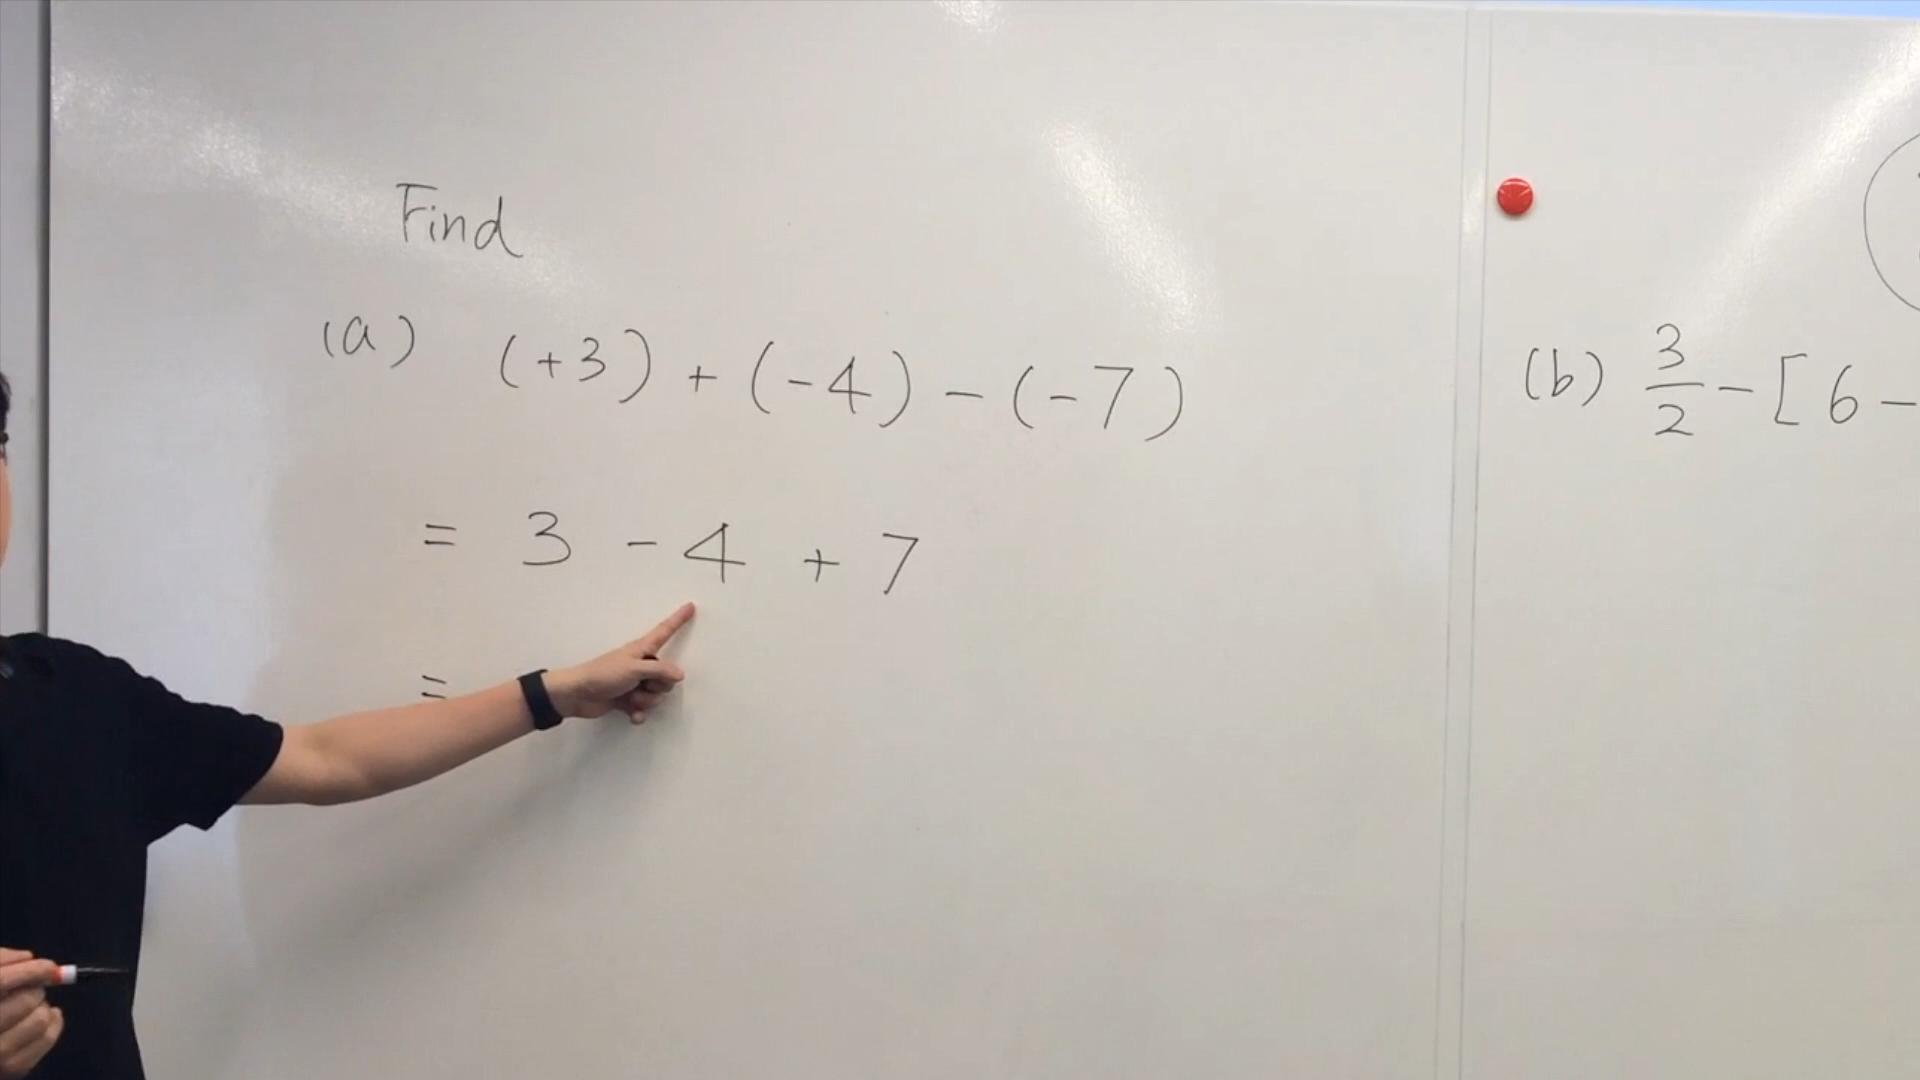 Find
(a) (+3) + (-4) - (-7)
= 3 - 4 + 7
=
(b) 3/2 - [ 6 -